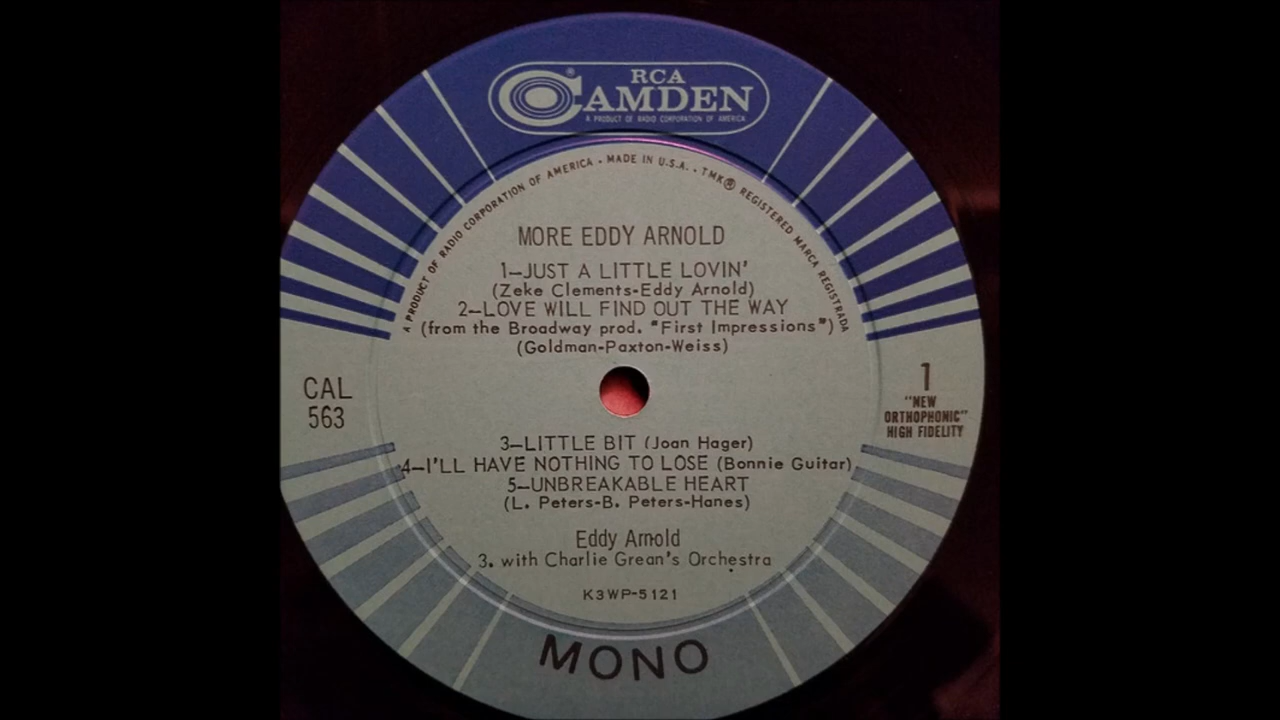 RCA
CAMDEN
A PRODUCT OF RADIO CORPORATION OF AMERICA
A PRODUCT OF RADIO CORPORATION OF AMERICA • MADE IN U.S.A. • TMK® REGISTERED MARCA REGISTRADA
MORE EDDY ARNOLD
1–JUST A LITTLE LOVIN'
(Zeke Clements-Eddy Arnold)
2–LOVE WILL FIND OUT THE WAY
(from the Broadway prod. "First Impressions")
(Goldman-Paxton-Weiss)
CAL
563
1
"NEW
ORTHOPHONIC"
HIGH FIDELITY
3–LITTLE BIT (Joan Hager)
4–I'LL HAVE NOTHING TO LOSE (Bonnie Guitar)
5–UNBREAKABLE HEART
(L. Peters-B. Peters-Hanes)
Eddy Arnold
3. with Charlie Grean's Orchestra
K3WP-5121
MONO